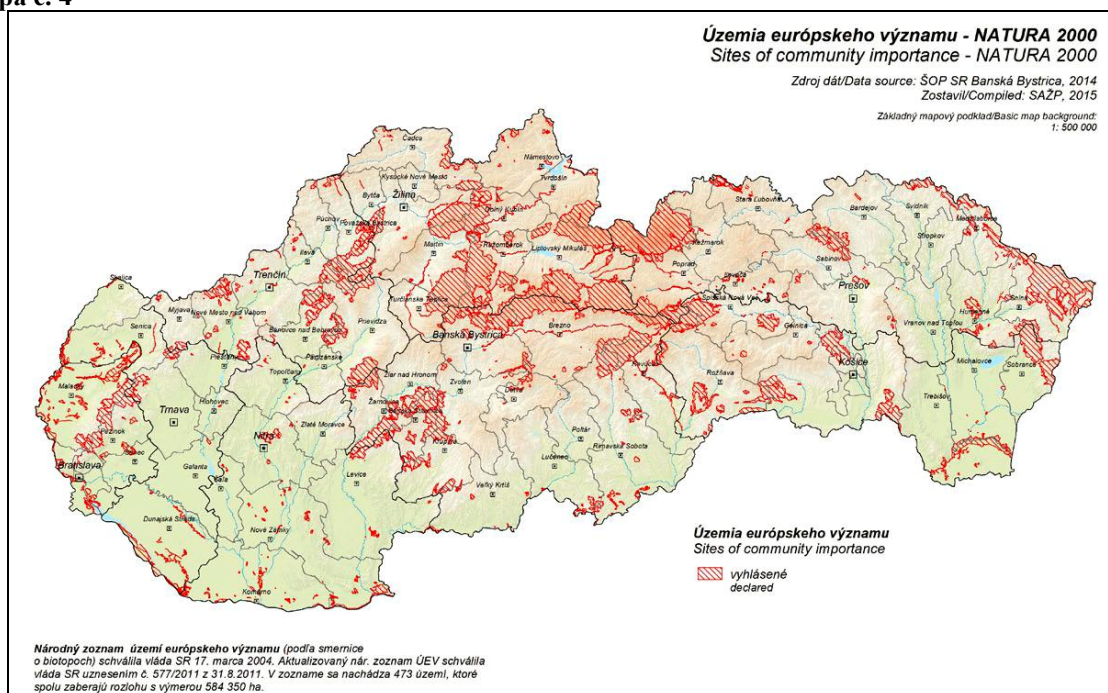 pa č. 4
Územia európskeho významu - NATURA 2000
Sites of community importance - NATURA 2000
Zdroj dát/Data source: ŠOP SR Banská Bystrica, 2014
Zostavil/Compiled: SAŽP, 2015
Základný mapový podklad/Basic map background:
1: 500 000
Čadca
Námestovo
Kysucké Nové Mesto
Tvrdošín
Bytča
Žilina
Stará Ľubovňa
Bardejov
Svidník
Medzilaborce
Púchov
Považská Bystrica
Dolný Kubín
Stropkov
Ilava
Martin
Ružomberok
Liptovský Mikuláš
Kežmarok
Sabinov
Poprad
Trenčín
Levoča
Prešov
Skalica
Turčianske Teplice
Spišská Nová Ves
Snina
Myjava
Nové Mesto nad Váhom
Humenné
Senica
Bánovce nad Bebravou
Prievidza
Banská Bystrica
Brezno
Gelnica
Vranov nad Topľou
Piešťany
Partizánske
Košice
Michalovce
Sobrance
Topoľčany
Žiar nad Hronom
Zvolen
Detva
Revúca
Rožňava
Malacky
Hlohovec
Žarnovica
Banská Štiavnica
Trebišov
Trnava
Zlaté Moravce
Krupina
Poltár
Pezinok
Nitra
Rimavská Sobota
Senec
Lučenec
Bratislava
Galanta
Šaľa
Levice
Veľký Krtíš
Dunajská Streda
Nové Zámky
Komárno
Územia európskeho významu
Sites of community importance
vyhlásené
declared
Národný zoznam území európskeho významu (podľa smernice
o biotopoch) schválila vláda SR 17. marca 2004. Aktualizovaný nár. zoznam ÚEV schválila
vláda SR uznesením č. 577/2011 z 31.8.2011. V zozname sa nachádza 473 území, ktoré
spolu zaberajú rozlohu s výmerou 584 350 ha.